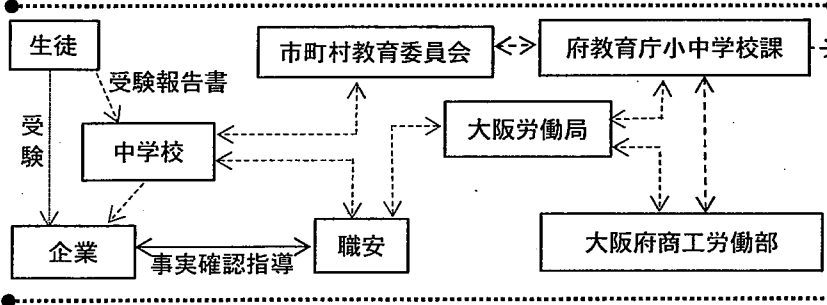 生徒
市町村教育委員会
府教育庁小中学校課
受験報告書
受験
中学校
大阪労働局
企業
事実確認指導
職安
大阪府商工労働部